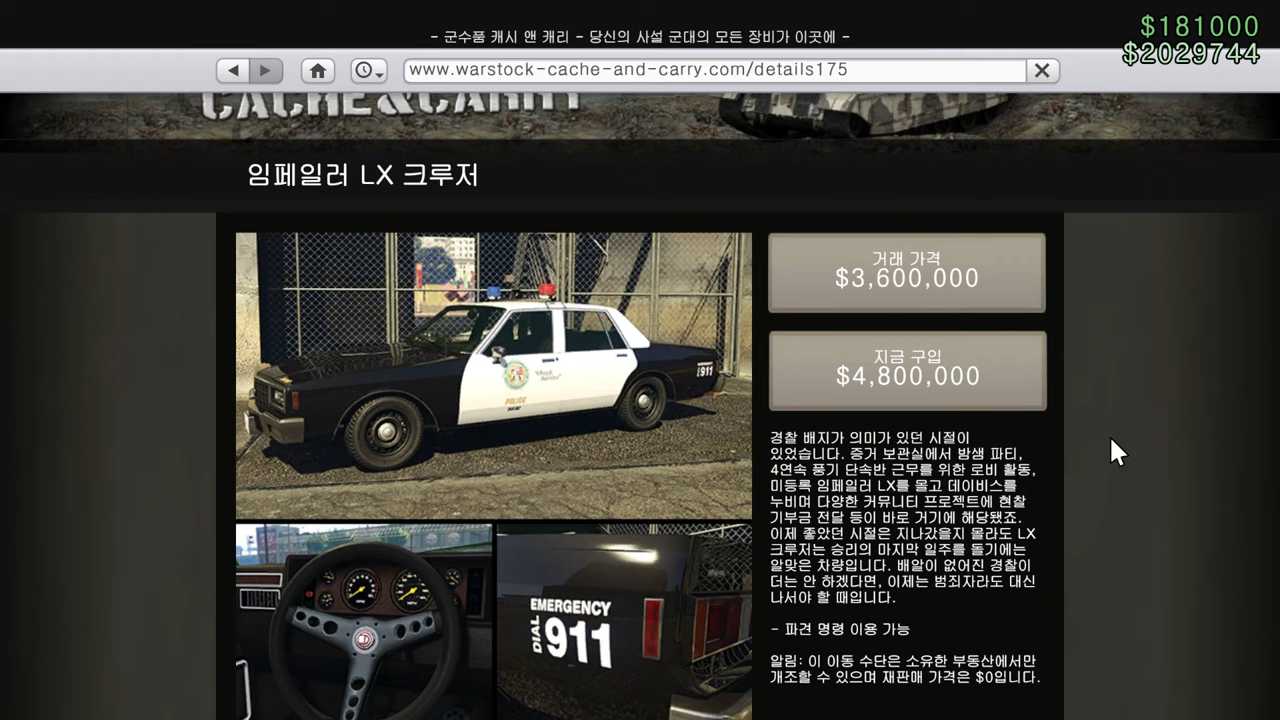 - 군수품 캐시 앤 캐리 - 당신의 사설 군대의 모든 장비가 이곳에 -
$181000
$2029744
www.warstock-cache-and-carry.com/details175
CACHE&CARRY
임페일러 LX 크루저
거래 가격
$3,600,000
지금 구입
$4,800,000
경찰 배지가 의미가 있던 시절이
있었습니다. 증거 보관실에서 밤샘 파티,
4연속 풍기 단속반 근무를 위한 로비 활동,
미등록 임페일러 LX를 몰고 데이비스를
누비며 다양한 커뮤니티 프로젝트에 현찰
기부금 전달 등이 바로 거기에 해당됐죠.
이제 좋았던 시절은 지나갔을지 몰라도 LX
크루저는 승리의 마지막 일주를 돌기에는
알맞은 차량입니다. 배알이 없어진 경찰이
더는 안 하겠다면, 이제는 범죄자라도 대신
나서야 할 때입니다.
- 파견 명령 이용 가능
알림: 이 이동 수단은 소유한 부동산에서만
개조할 수 있으며 재판매 가격은 $0입니다.
911
POLICE
EMERGENCY
DIAL
911